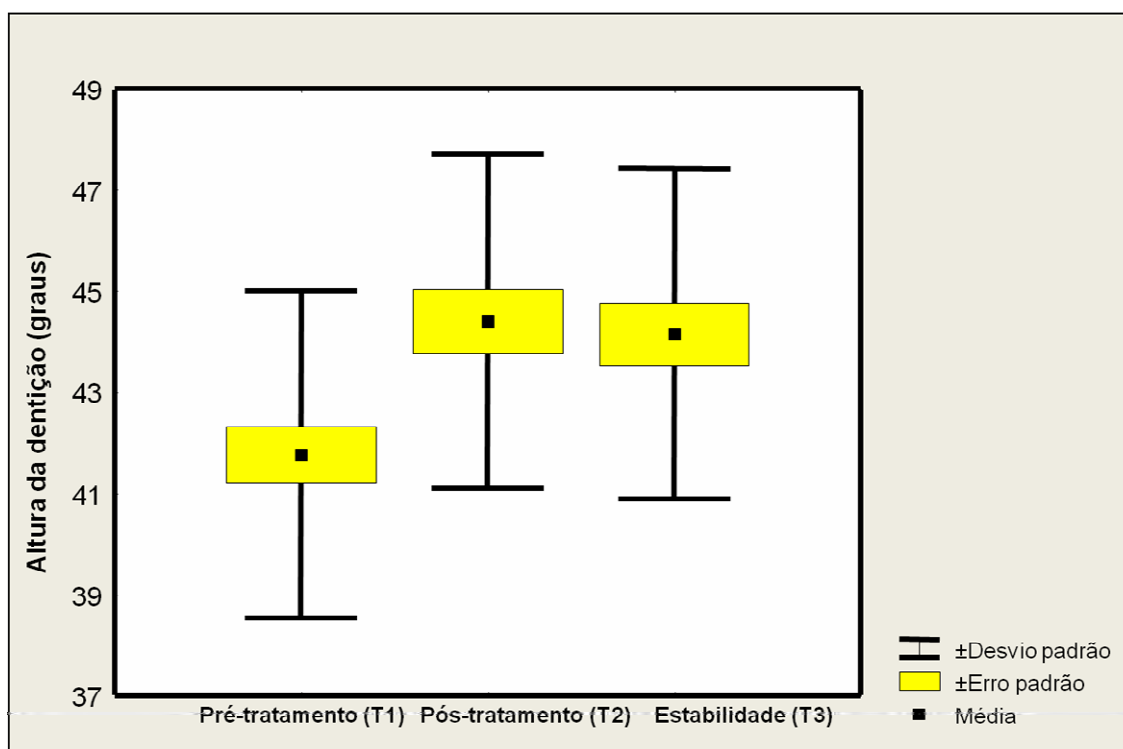 Altura da dentição (graus)
49
47
45
43
41
39
37
Pré-tratamento (T1) Pós-tratamento (T2) Estabilidade (T3)
±Desvio padrão
±Erro padrão
Média